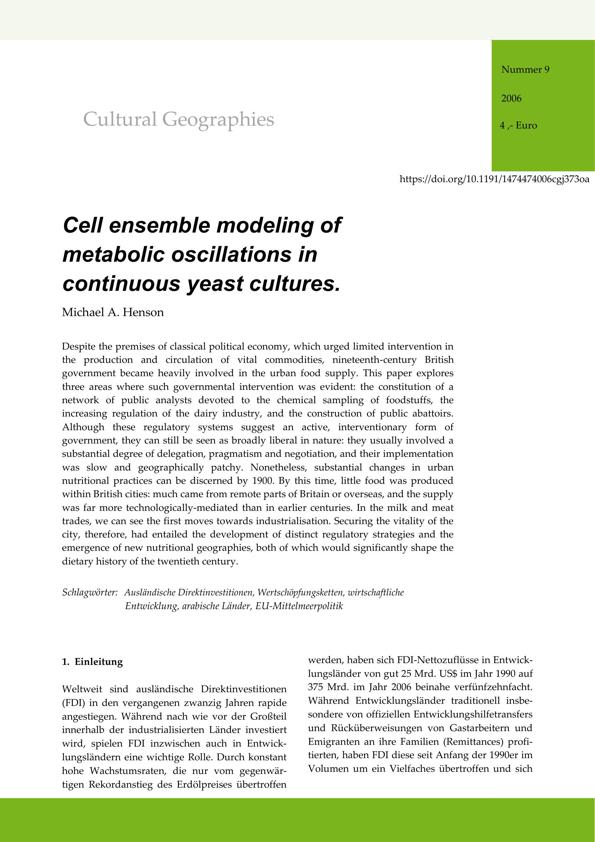 Nummer 9
2006
4 ,- Euro
Cultural Geographies
https://doi.org/10.1191/1474474006cgj373oa
Cell ensemble modeling of
metabolic oscillations in
continuous yeast cultures.
Michael A. Henson
Despite the premises of classical political economy, which urged limited intervention in
the production and circulation of vital commodities, nineteenth-century British
government became heavily involved in the urban food supply. This paper explores
three areas where such governmental intervention was evident: the constitution of a
network of public analysts devoted to the chemical sampling of foodstuffs, the
increasing regulation of the dairy industry, and the construction of public abattoirs.
Although these regulatory systems suggest an active, interventionary form of
government, they can still be seen as broadly liberal in nature: they usually involved a
substantial degree of delegation, pragmatism and negotiation, and their implementation
was slow and geographically patchy. Nonetheless, substantial changes in urban
nutritional practices can be discerned by 1900. By this time, little food was produced
within British cities: much came from remote parts of Britain or overseas, and the supply
was far more technologically-mediated than in earlier centuries. In the milk and meat
trades, we can see the first moves towards industrialisation. Securing the vitality of the
city, therefore, had entailed the development of distinct regulatory strategies and the
emergence of new nutritional geographies, both of which would significantly shape the
dietary history of the twentieth century.
Schlagwörter: Ausländische Direktinvestitionen, Wertschöpfungsketten, wirtschaftliche
Entwicklung, arabische Länder, EU-Mittelmeerpolitik
1. Einleitung
Weltweit sind ausländische Direktinvestitionen
(FDI) in den vergangenen zwanzig Jahren rapide
angestiegen. Während nach wie vor der Großteil
innerhalb der industrialisierten Länder investiert
wird, spielen FDI inzwischen auch in Entwick-
lungsländern eine wichtige Rolle. Durch konstant
hohe Wachstumsraten, die nur vom gegenwär-
tigen Rekordanstieg des Erdölpreises übertroffen
werden, haben sich FDI-Nettozuflüsse in Entwick-
lungsländer von gut 25 Mrd. US$ im Jahr 1990 auf
375 Mrd. im Jahr 2006 beinahe verfünfzehnfacht.
Während Entwicklungsländer traditionell insbe-
sondere von offiziellen Entwicklungshilfetransfers
und Rücküberweisungen von Gastarbeitern und
Emigranten an ihre Familien (Remittances) profi-
tierten, haben FDI diese seit Anfang der 1990er im
Volumen um ein Vielfaches übertroffen und sich